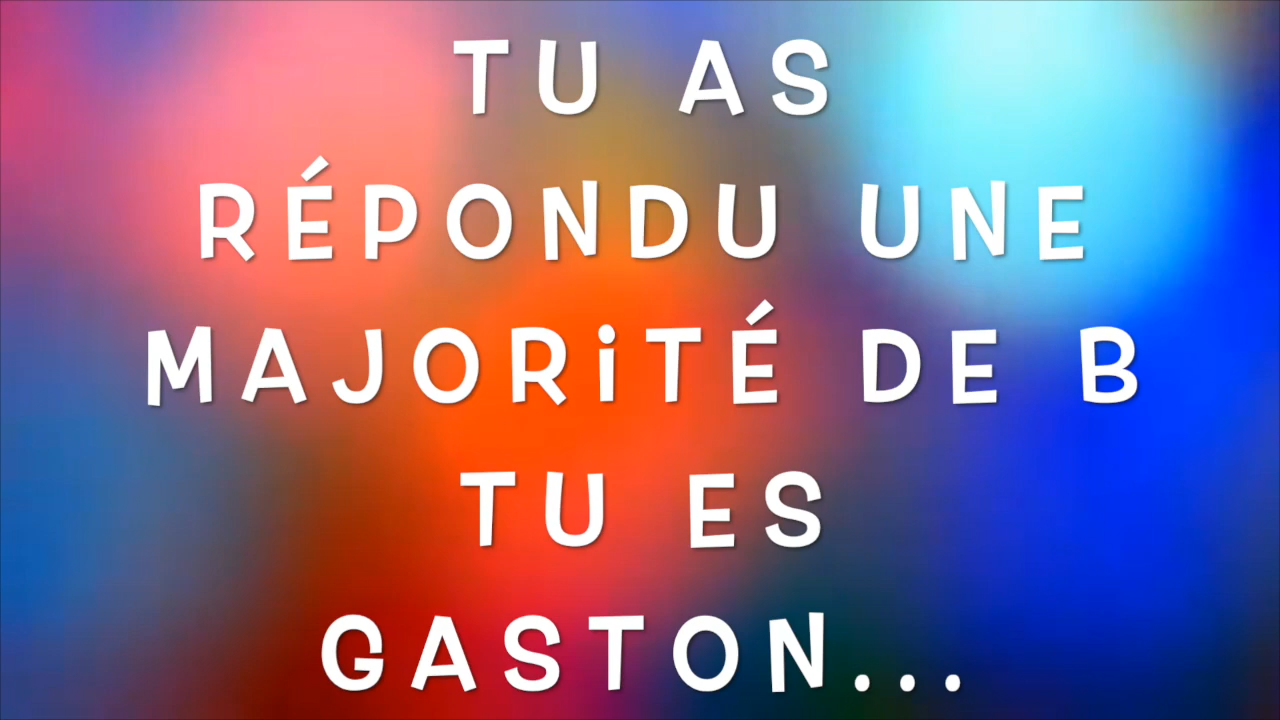 TU AS
RÉPONDU UNE
MAJORiTÉ DE B
TU ES
GASTON...